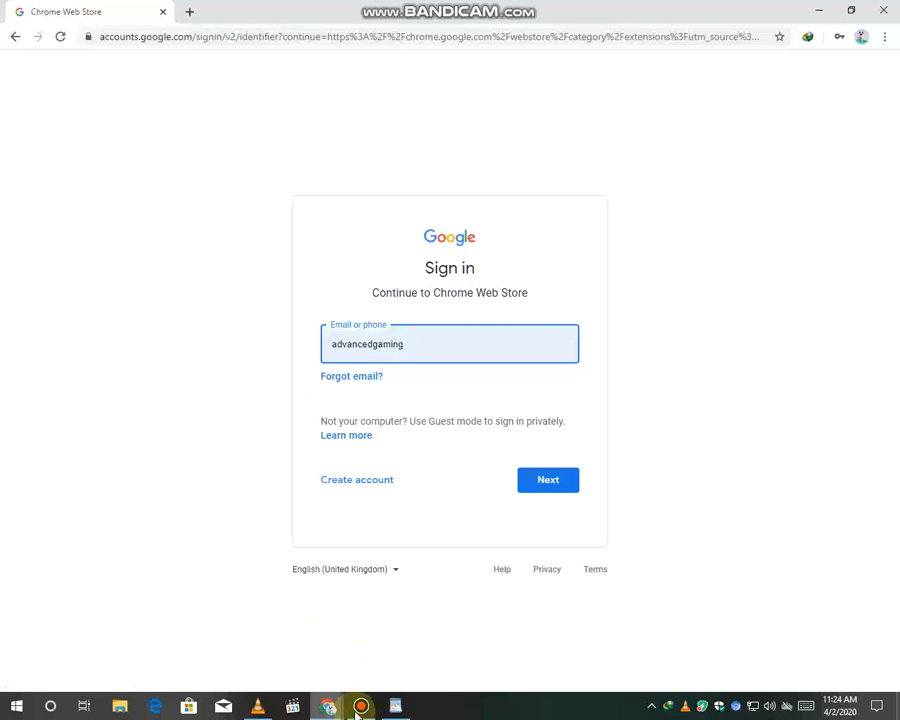 Chrome Web Store
www.BANDICAM.com
accounts.google.com/signin/v2/identifier?continue=https%3A%2F%2Fchrome.google.com%2Fwebstore%2Fcategory%2Fextensions%3Futm_source%3...
Google
Sign in
Continue to Chrome Web Store
Email or phone
advancedgaming
Forgot email?
Not your computer? Use Guest mode to sign in privately.
Learn more
Create account
Next
English (United Kingdom)
Help
Privacy
Terms
321
11:24 AM
4/2/2020